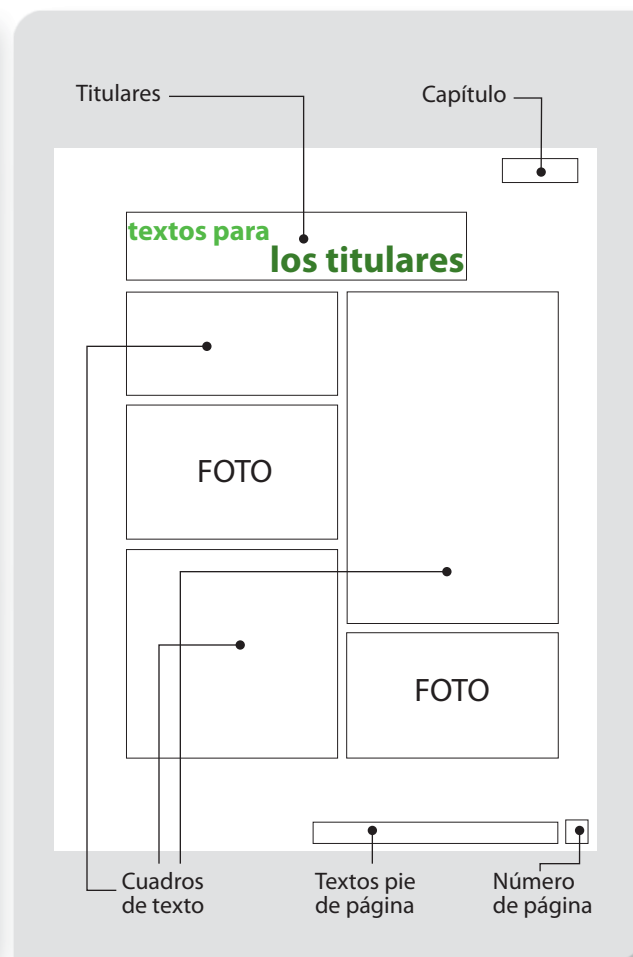 Titulares
Capítulo
textos para
los titulares
FOTO
FOTO
Cuadros
de texto
Textos pie
de página
Número
de página